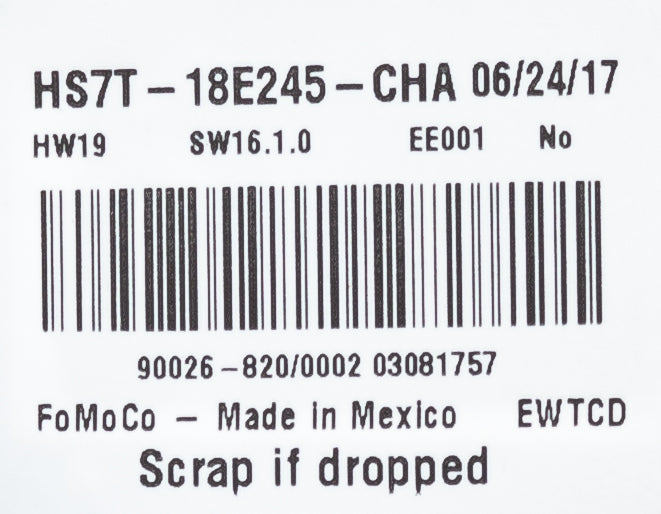 HS7T – 18E245 – CHA 06/24/17
HW19 SW16.1.0 EE001 No
90026 – 820/0002 03081757
FoMoCo – Made in Mexico EWTCD
Scrap if dropped